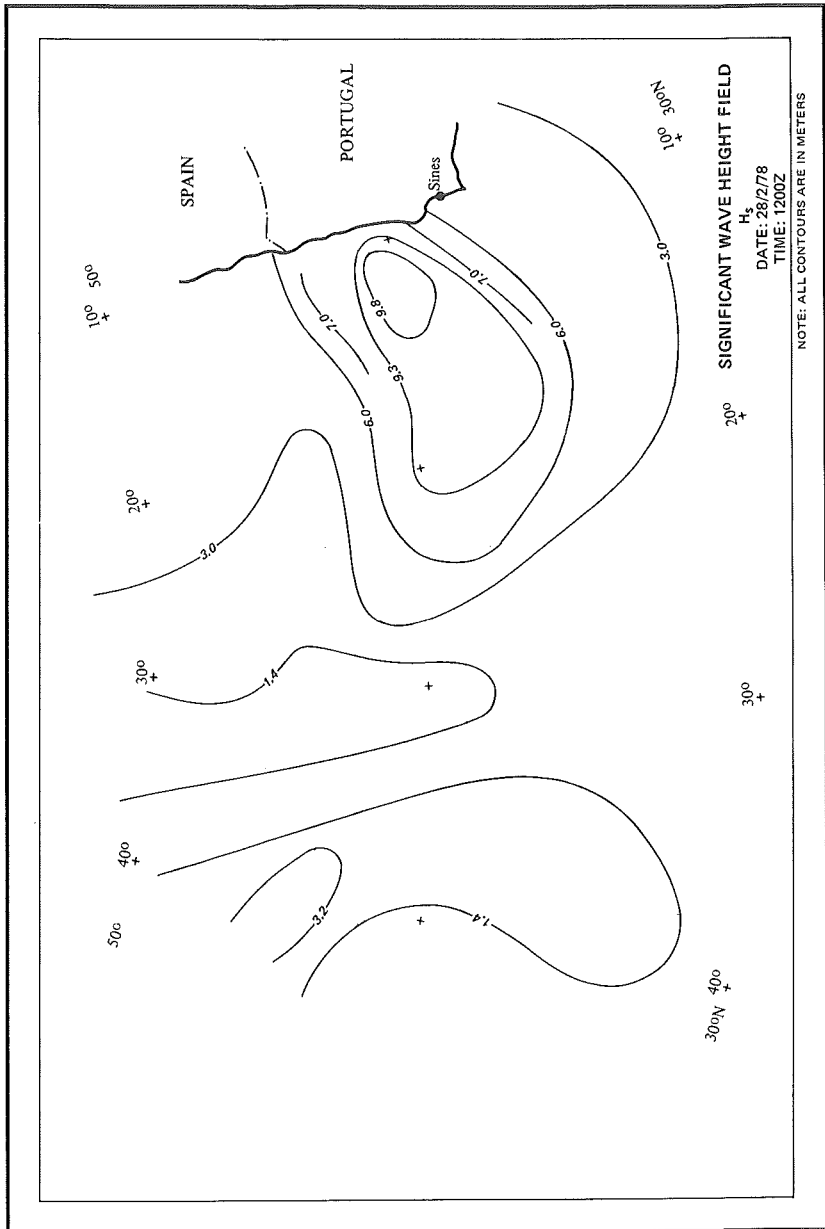 10° 50°
20°
30°
40°
50°
SPAIN
PORTUGAL
Sines
3.0
1.4
3.2
1.4
6.0
7.0
9.3
9.8
7.0
6.0
3.0
10° 30°N
20°
30°
30°N 40°
SIGNIFICANT WAVE HEIGHT FIELD
Hs
DATE: 28/2/78
TIME: 1200Z
NOTE: ALL CONTOURS ARE IN METERS